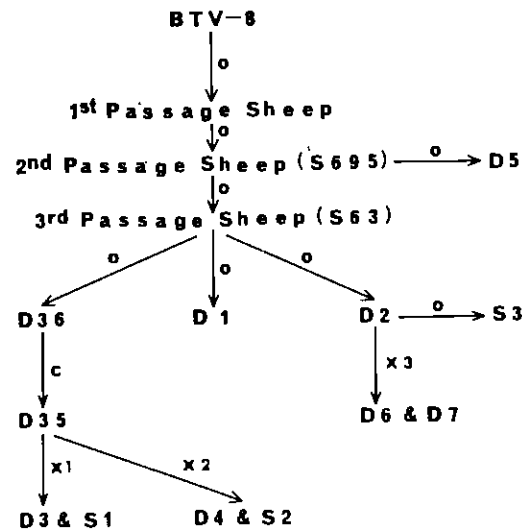 BTV-8
o
1st Passage Sheep
o
2nd Passage Sheep (S695) o D5
o
3rd Passage Sheep (S63)
o o o
D36 D1 D2 o S3
c x3
D35 D6 & D7
x1 x2
D3 & S1 D4 & S2